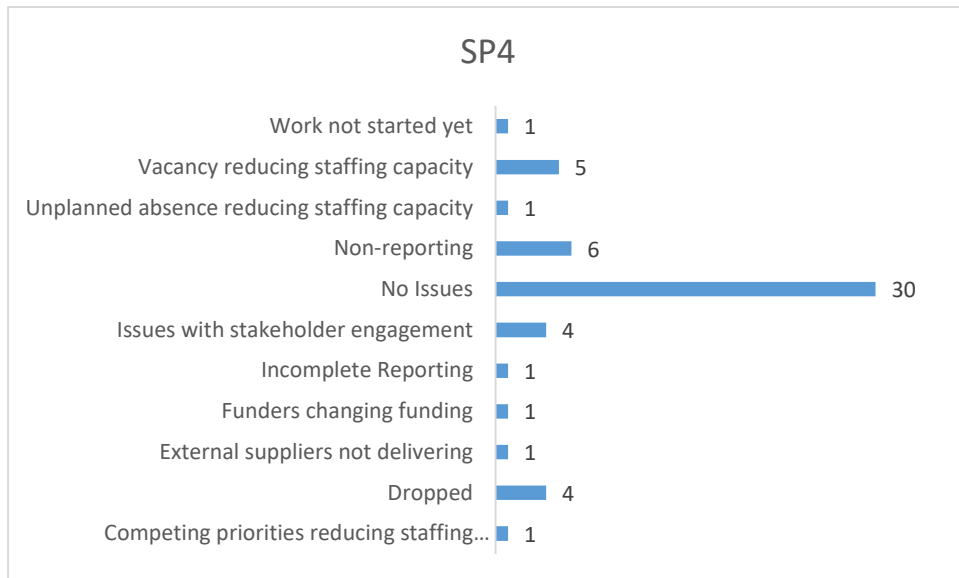 SP4
Work not started yet 1
Vacancy reducing staffing capacity 5
Unplanned absence reducing staffing capacity 1
Non-reporting 6
No Issues 30
Issues with stakeholder engagement 4
Incomplete Reporting 1
Funders changing funding 1
External suppliers not delivering 1
Dropped 4
Competing priorities reducing staffing... 1